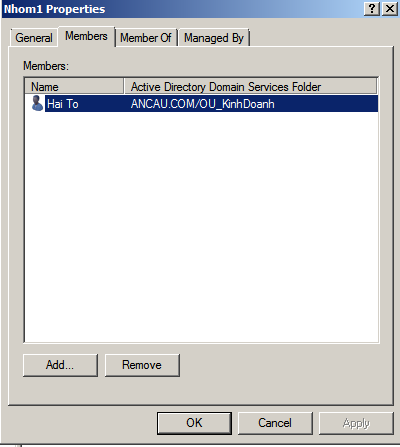 Nhom1 Properties
General Members Member Of Managed By
Members:
Name Active Directory Domain Services Folder
Hai To ANCAU.COM/OU_KinhDoanh
Add... Remove
OK Cancel Apply